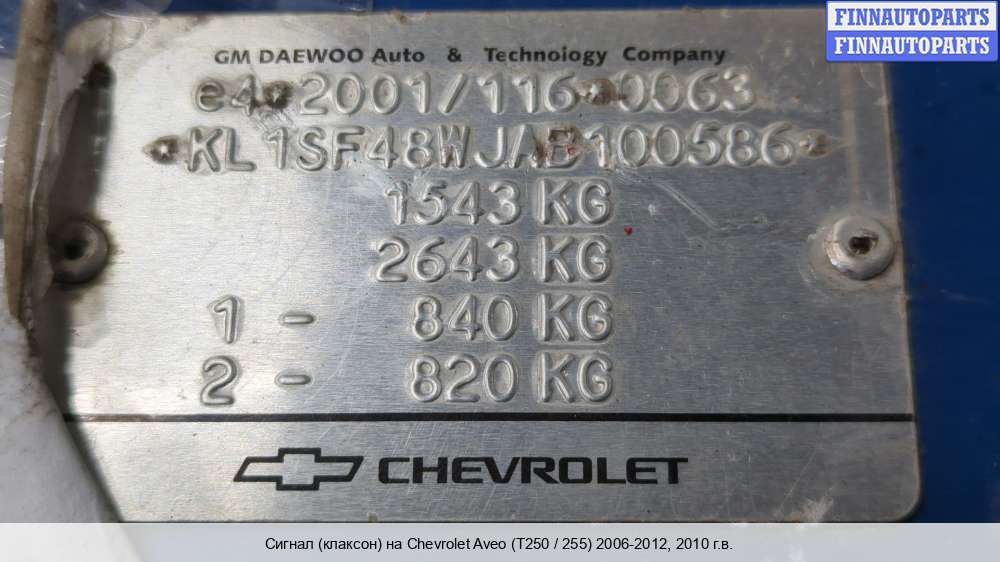 FINNAUTOPARTS
FINNAUTOPARTS
GM DAEWOO Auto & Technology Company
e4*2001/116*0063
*KL1SF48WJAB100586*
1543 KG
2643 KG
1 - 840 KG
2 - 820 KG
CHEVROLET
Сигнал (клаксон) на Chevrolet Aveo (T250 / 255) 2006-2012, 2010 г.в.